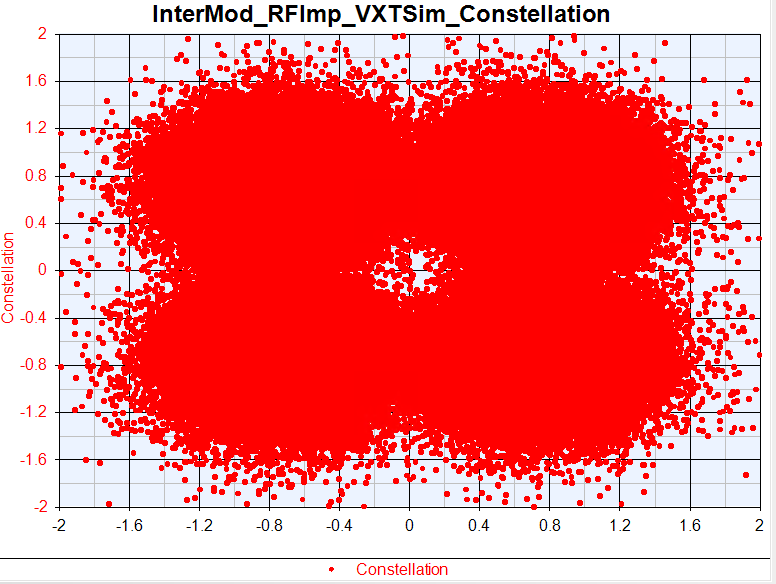 InterMod_RFImp_VXTSim_Constellation
2
1.6
1.2
0.8
0.4
0
-0.4
-0.8
-1.2
-1.6
-2
Constellation
-2 -1.6 -1.2 -0.8 -0.4 0 0.4 0.8 1.2 1.6 2
Constellation